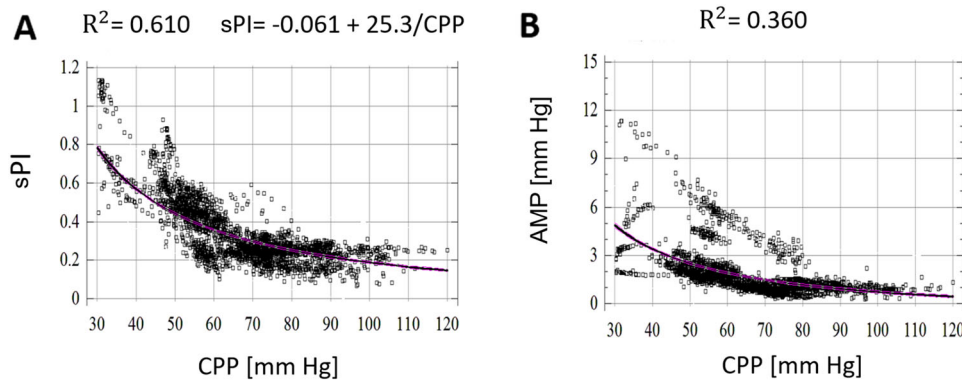 A
R² = 0.610 sPI= -0.061 + 25.3/CPP
1.2
1
0.8
0.6
0.4
0.2
0
sPI
30 40 50 60 70 80 90 100 110 120
CPP [mm Hg]
B
R² = 0.360
15
12
9
6
3
0
AMP [mm Hg]
30 40 50 60 70 80 90 100 110 120
CPP [mm Hg]